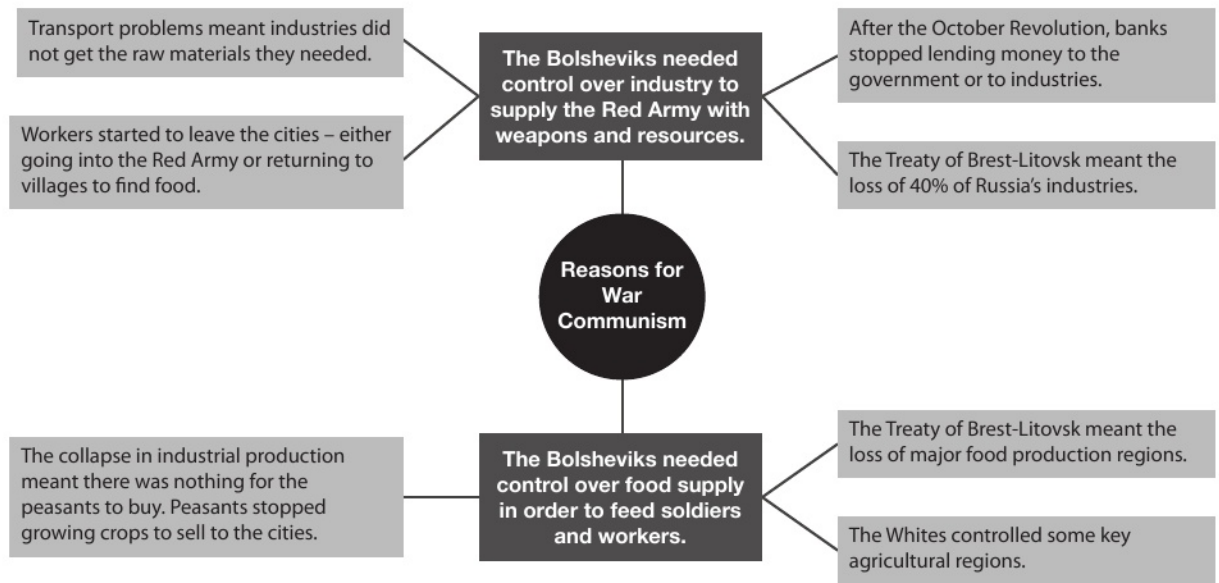 Transport problems meant industries did
not get the raw materials they needed.
Workers started to leave the cities – either
going into the Red Army or returning to
villages to find food.
The Bolsheviks needed
control over industry to
supply the Red Army with
weapons and resources.
After the October Revolution, banks
stopped lending money to the
government or to industries.
The Treaty of Brest-Litovsk meant the
loss of 40% of Russia's industries.
Reasons for
War
Communism
The collapse in industrial production
meant there was nothing for the
peasants to buy. Peasants stopped
growing crops to sell to the cities.
The Bolsheviks needed
control over food supply
in order to feed soldiers
and workers.
The Treaty of Brest-Litovsk meant the
loss of major food production regions.
The Whites controlled some key
agricultural regions.